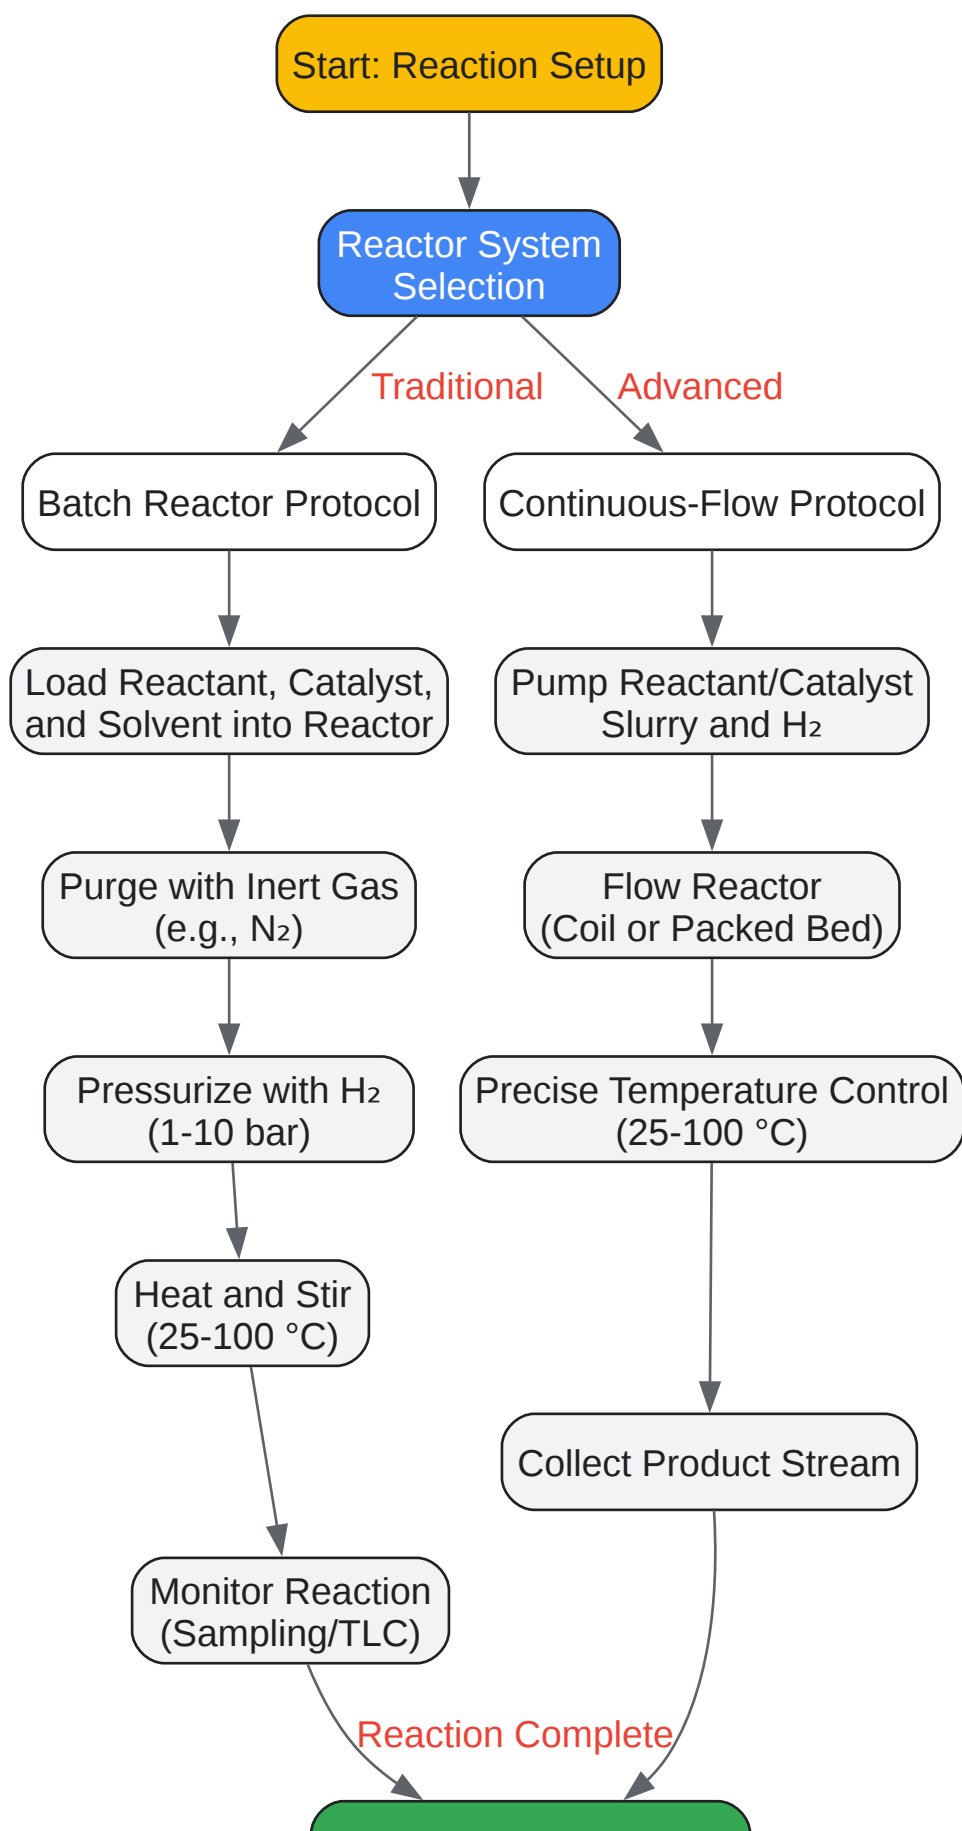 Start: Reaction Setup
Reactor System
Selection
Traditional
Advanced
Batch Reactor Protocol
Continuous-Flow Protocol
Load Reactant, Catalyst,
and Solvent into Reactor
Pump Reactant/Catalyst
Slurry and H₂
Purge with Inert Gas
(e.g., N₂)
Flow Reactor
(Coil or Packed Bed)
Pressurize with H₂
(1-10 bar)
Precise Temperature Control
(25-100 °C)
Heat and Stir
(25-100 °C)
Collect Product Stream
Monitor Reaction
(Sampling/TLC)
Reaction Complete